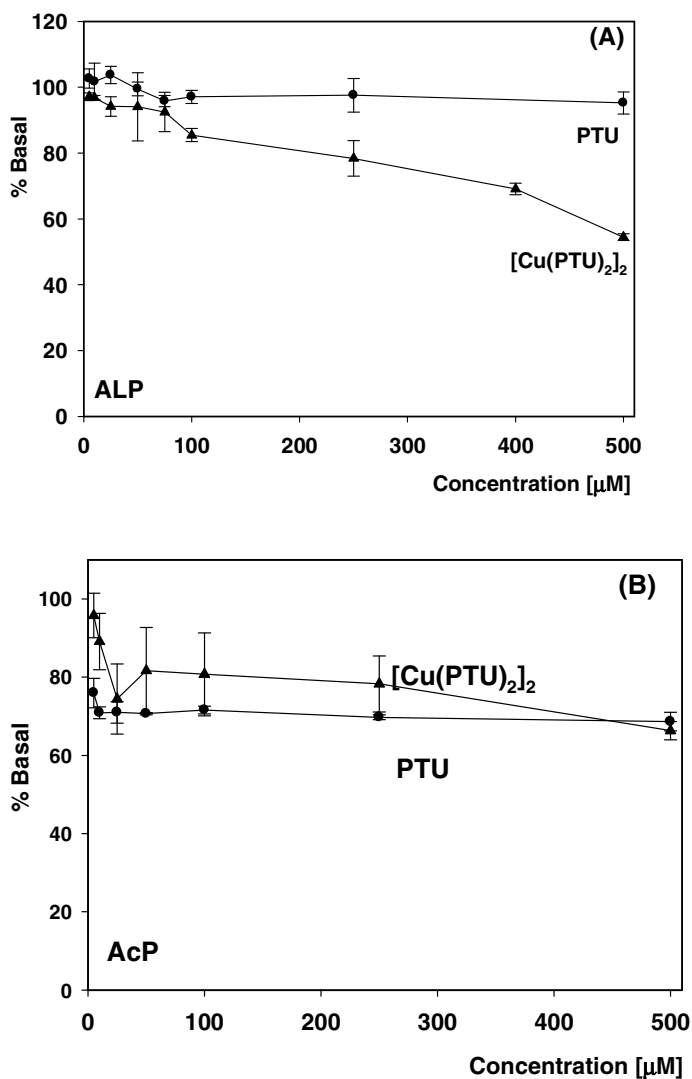 (A)
120
100
80
60
40
20
0
% Basal
PTU
[Cu(PTU)₂]₂
ALP
0 100 200 300 400 500
Concentration [μM]
(B)
100
80
60
40
20
0
% Basal
[Cu(PTU)₂]₂
PTU
AcP
0 100 200 300 400 500
Concentration [μM]